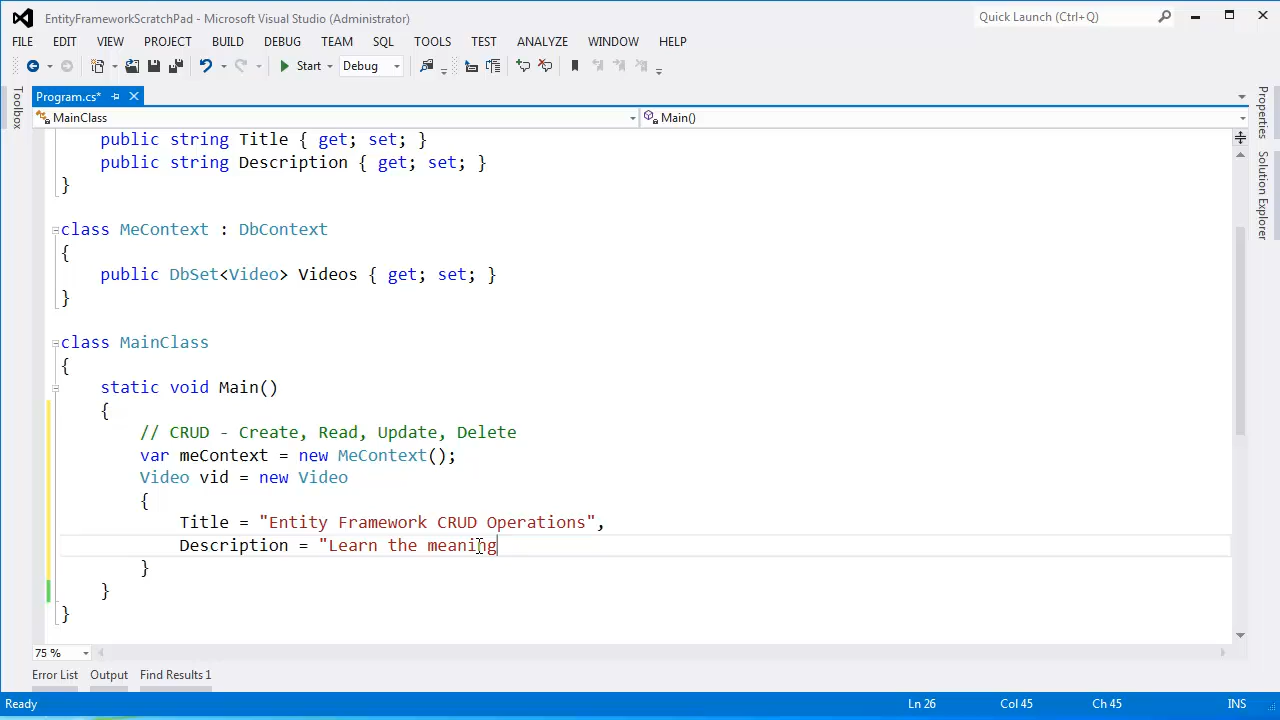 EntityFrameworkScratchPad - Microsoft Visual Studio (Administrator)
Quick Launch (Ctrl+Q)
FILE EDIT VIEW PROJECT BUILD DEBUG TEAM SQL TOOLS TEST ANALYZE WINDOW HELP
Start Debug
Toolbox
Program.cs*
MainClass
Main()
Properties
Solution Explorer
public string Title { get; set; }
public string Description { get; set; }
}
class MeContext : DbContext
{
public DbSet<Video> Videos { get; set; }
}
class MainClass
{
static void Main()
{
// CRUD - Create, Read, Update, Delete
var meContext = new MeContext();
Video vid = new Video
{
Title = "Entity Framework CRUD Operations",
Description = "Learn the meaning
}
}
}
75 %
Error List Output Find Results 1
Ready Ln 26 Col 45 Ch 45 INS